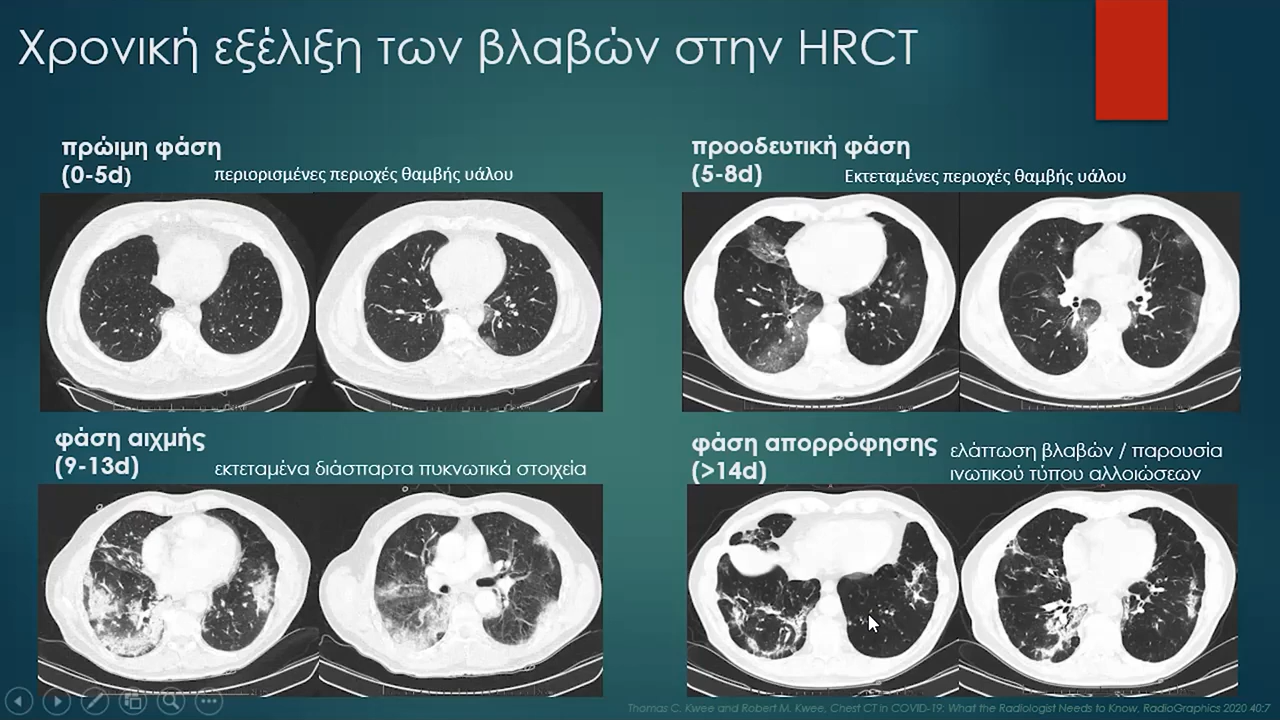 Χρονική εξέλιξη των βλαβών στην HRCT
πρώιμη φάση
(0-5d)
περιορισμένες περιοχές θαμβής υάλου
προοδευτική φάση
(5-8d)
Εκτεταμένες περιοχές θαμβής υάλου
φάση αιχμής
(9-13d)
εκτεταμένα διάσπαρτα πυκνωτικά στοιχεία
φάση απορρόφησης
(>14d)
ελάττωση βλαβών / παρουσία
ινωτικού τύπου αλλοιώσεων
Thomas C. Kwee and Robert M. Kwee, Chest CT in COVID-19: What the Radiologist Needs to Know, RadioGraphics 2020 40:7